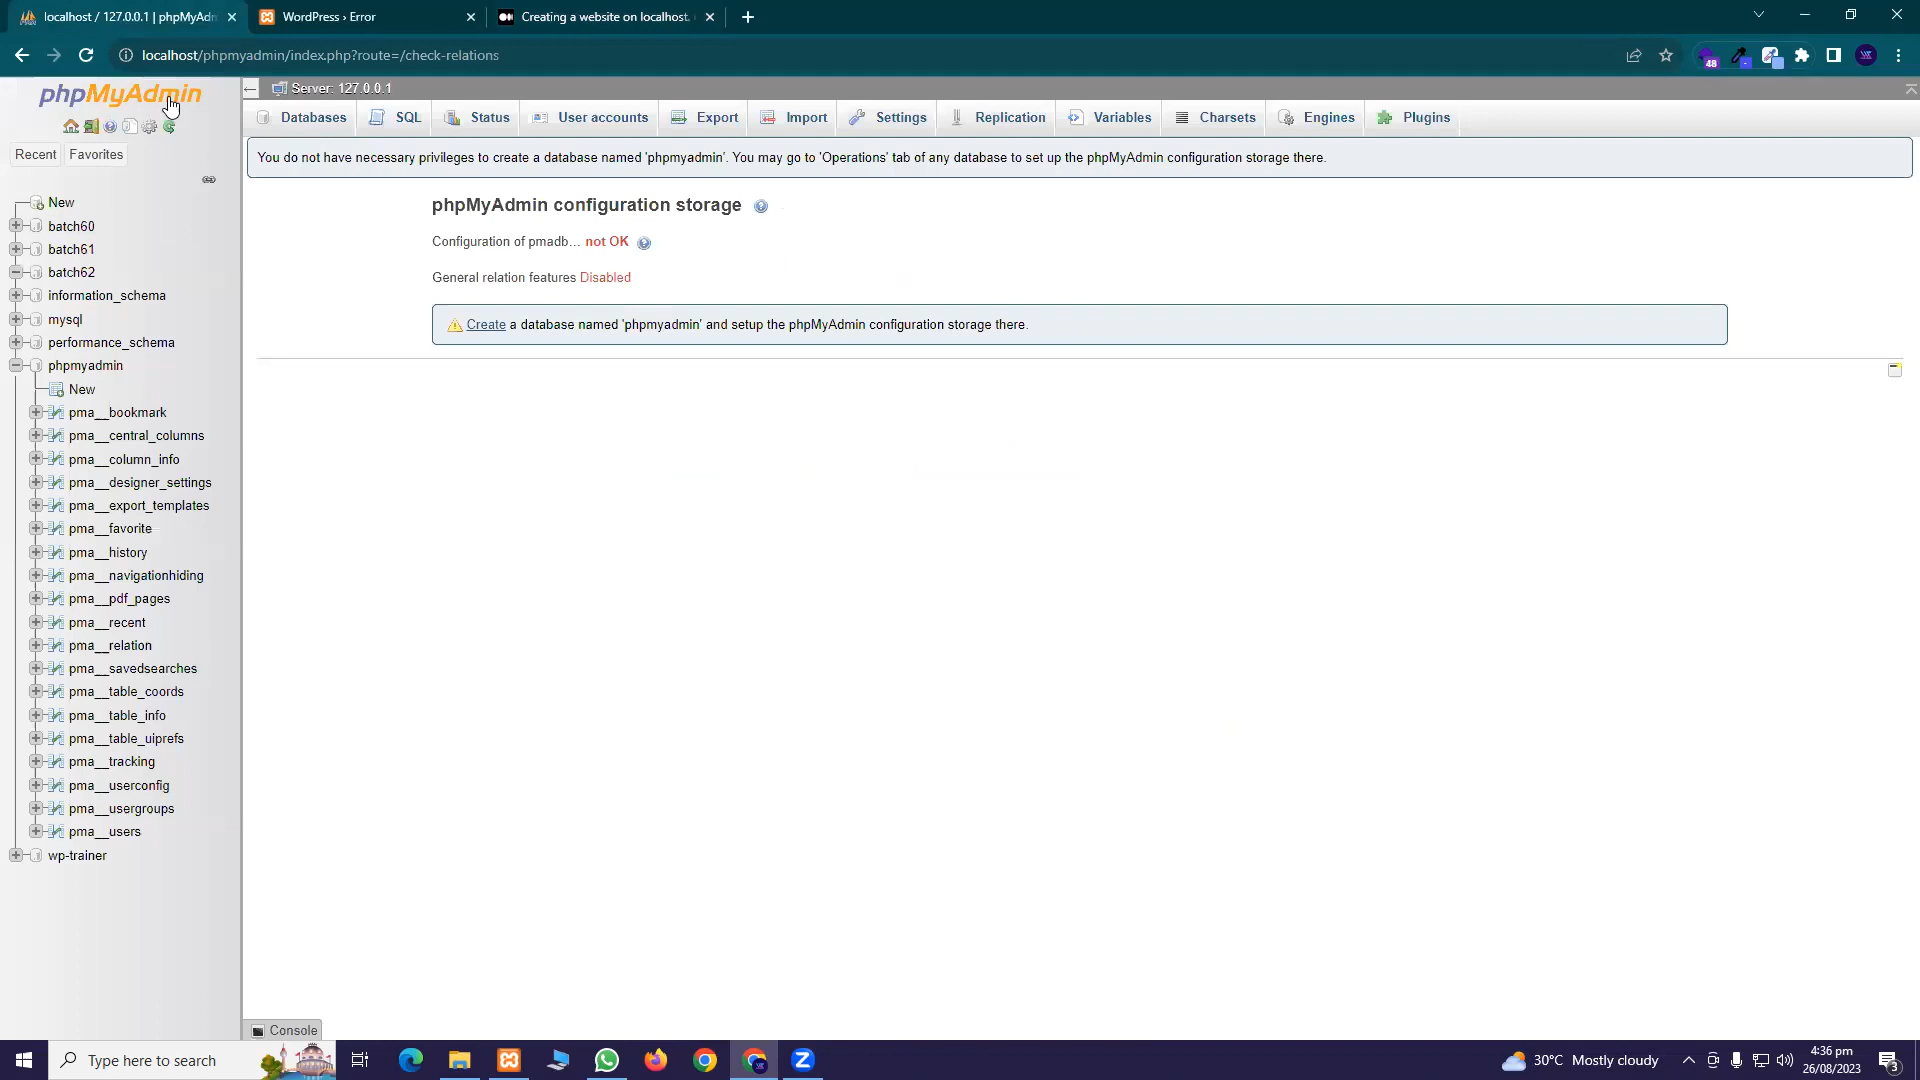 localhost / 127.0.0.1 | phpMyAdm
WordPress › Error
Creating a website on localhost.
localhost/phpmyadmin/index.php?route=/check-relations
48
phpMyAdmin
Recent
Favorites
New
batch60
batch61
batch62
information_schema
mysql
performance_schema
phpmyadmin
New
pma__bookmark
pma__central_columns
pma__column_info
pma__designer_settings
pma__export_templates
pma__favorite
pma__history
pma__navigationhiding
pma__pdf_pages
pma__recent
pma__relation
pma__savedsearches
pma__table_coords
pma__table_info
pma__table_uiprefs
pma__tracking
pma__userconfig
pma__usergroups
pma__users
wp-trainer
Server: 127.0.0.1
Databases
SQL
Status
User accounts
Export
Import
Settings
Replication
Variables
Charsets
Engines
Plugins
You do not have necessary privileges to create a database named 'phpmyadmin'. You may go to 'Operations' tab of any database to set up the phpMyAdmin configuration storage there.
phpMyAdmin configuration storage
Configuration of pmadb... not OK
General relation features Disabled
Create a database named 'phpmyadmin' and setup the phpMyAdmin configuration storage there.
Console
Type here to search
30°C Mostly cloudy
4:36 pm
26/08/2023
3